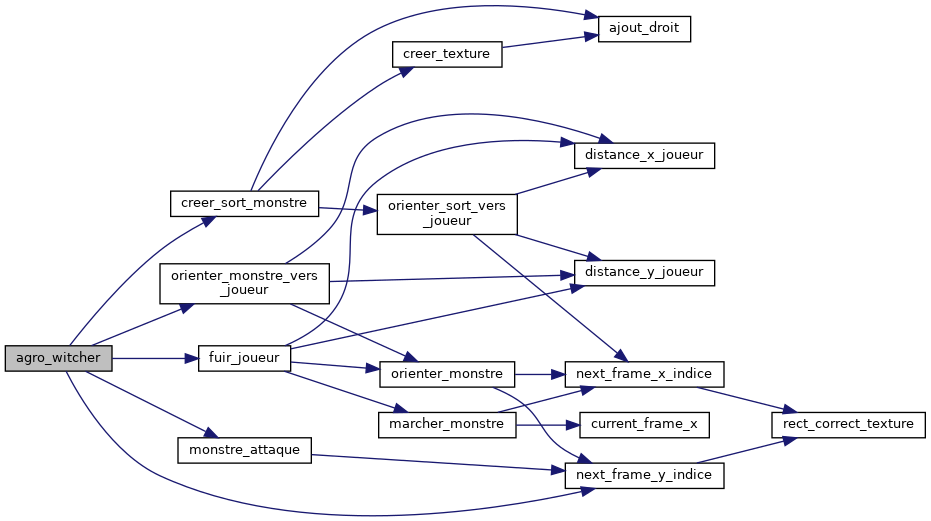 ajout_droit
creer_texture
distance_x_joueur
creer_sort_monstre
orienter_sort_vers
_joueur
orienter_monstre_vers
_joueur
distance_y_joueur
agro_witcher
fuir_joueur
orienter_monstre
next_frame_x_indice
marcher_monstre
current_frame_x
rect_correct_texture
monstre_attaque
next_frame_y_indice